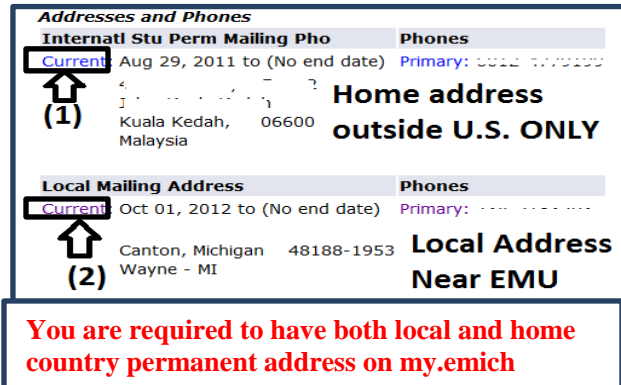 Addresses and Phones
Internatl Stu Perm Mailing Pho Phones
Current: Aug 29, 2011 to (No end date) Primary:
(1)
Home address
outside U.S. ONLY
Kuala Kedah, 06600
Malaysia
Local Mailing Address Phones
Current: Oct 01, 2012 to (No end date) Primary:
(2)
Canton, Michigan 48188-1953
Wayne - MI
Local Address
Near EMU
You are required to have both local and home
country permanent address on my.emich